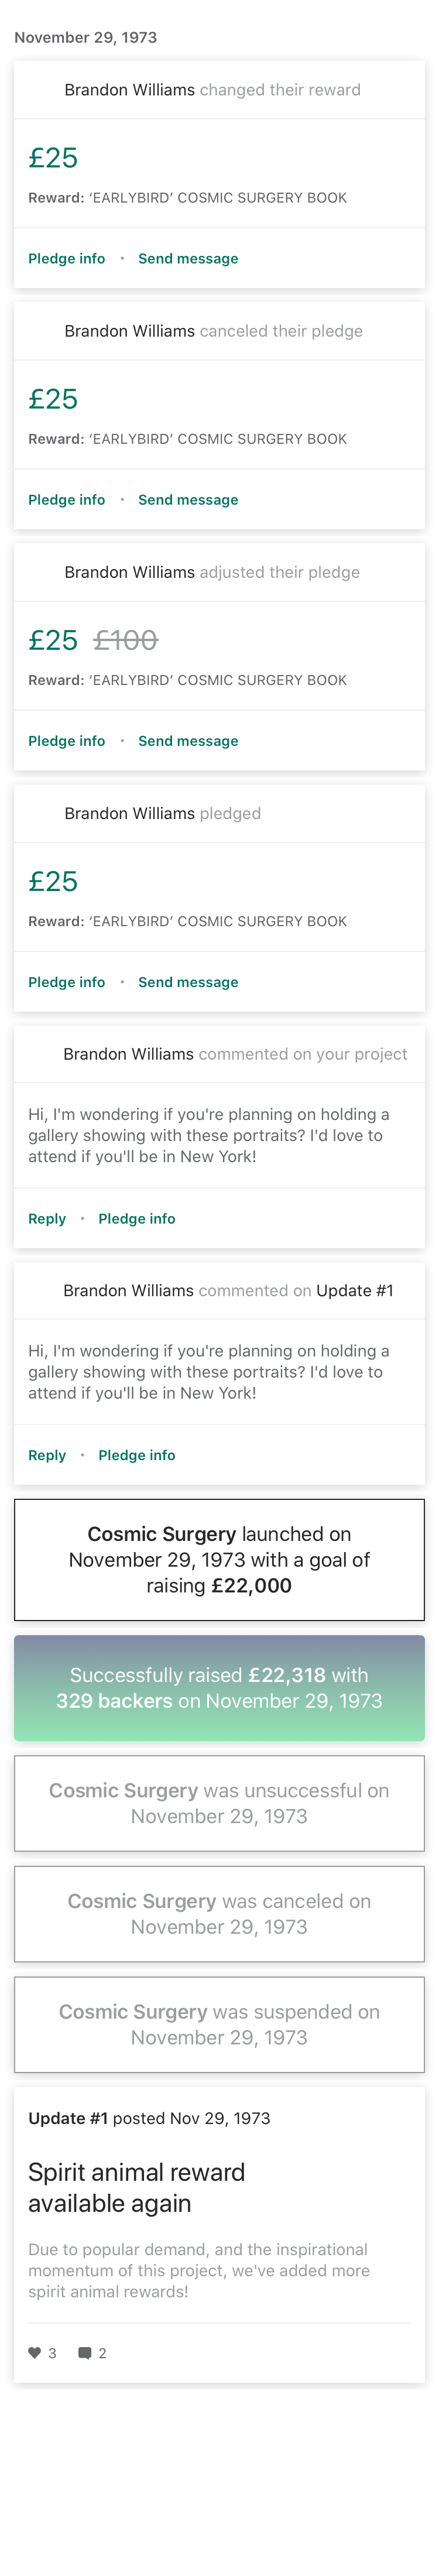 November 29, 1973
Brandon Williams changed their reward
£25
Reward: ‘EARLYBIRD’ COSMIC SURGERY BOOK
Pledge info • Send message
Brandon Williams canceled their pledge
£25
Reward: ‘EARLYBIRD’ COSMIC SURGERY BOOK
Pledge info • Send message
Brandon Williams adjusted their pledge
£25 £100
Reward: ‘EARLYBIRD’ COSMIC SURGERY BOOK
Pledge info • Send message
Brandon Williams pledged
£25
Reward: ‘EARLYBIRD’ COSMIC SURGERY BOOK
Pledge info • Send message
Brandon Williams commented on your project
Hi, I'm wondering if you're planning on holding a
gallery showing with these portraits? I'd love to
attend if you'll be in New York!
Reply • Pledge info
Brandon Williams commented on Update #1
Hi, I'm wondering if you're planning on holding a
gallery showing with these portraits? I'd love to
attend if you'll be in New York!
Reply • Pledge info
Cosmic Surgery launched on
November 29, 1973 with a goal of
raising £22,000
Successfully raised £22,318 with
329 backers on November 29, 1973
Cosmic Surgery was unsuccessful on
November 29, 1973
Cosmic Surgery was canceled on
November 29, 1973
Cosmic Surgery was suspended on
November 29, 1973
Update #1 posted Nov 29, 1973
Spirit animal reward
available again
Due to popular demand, and the inspirational
momentum of this project, we've added more
spirit animal rewards!
3 2